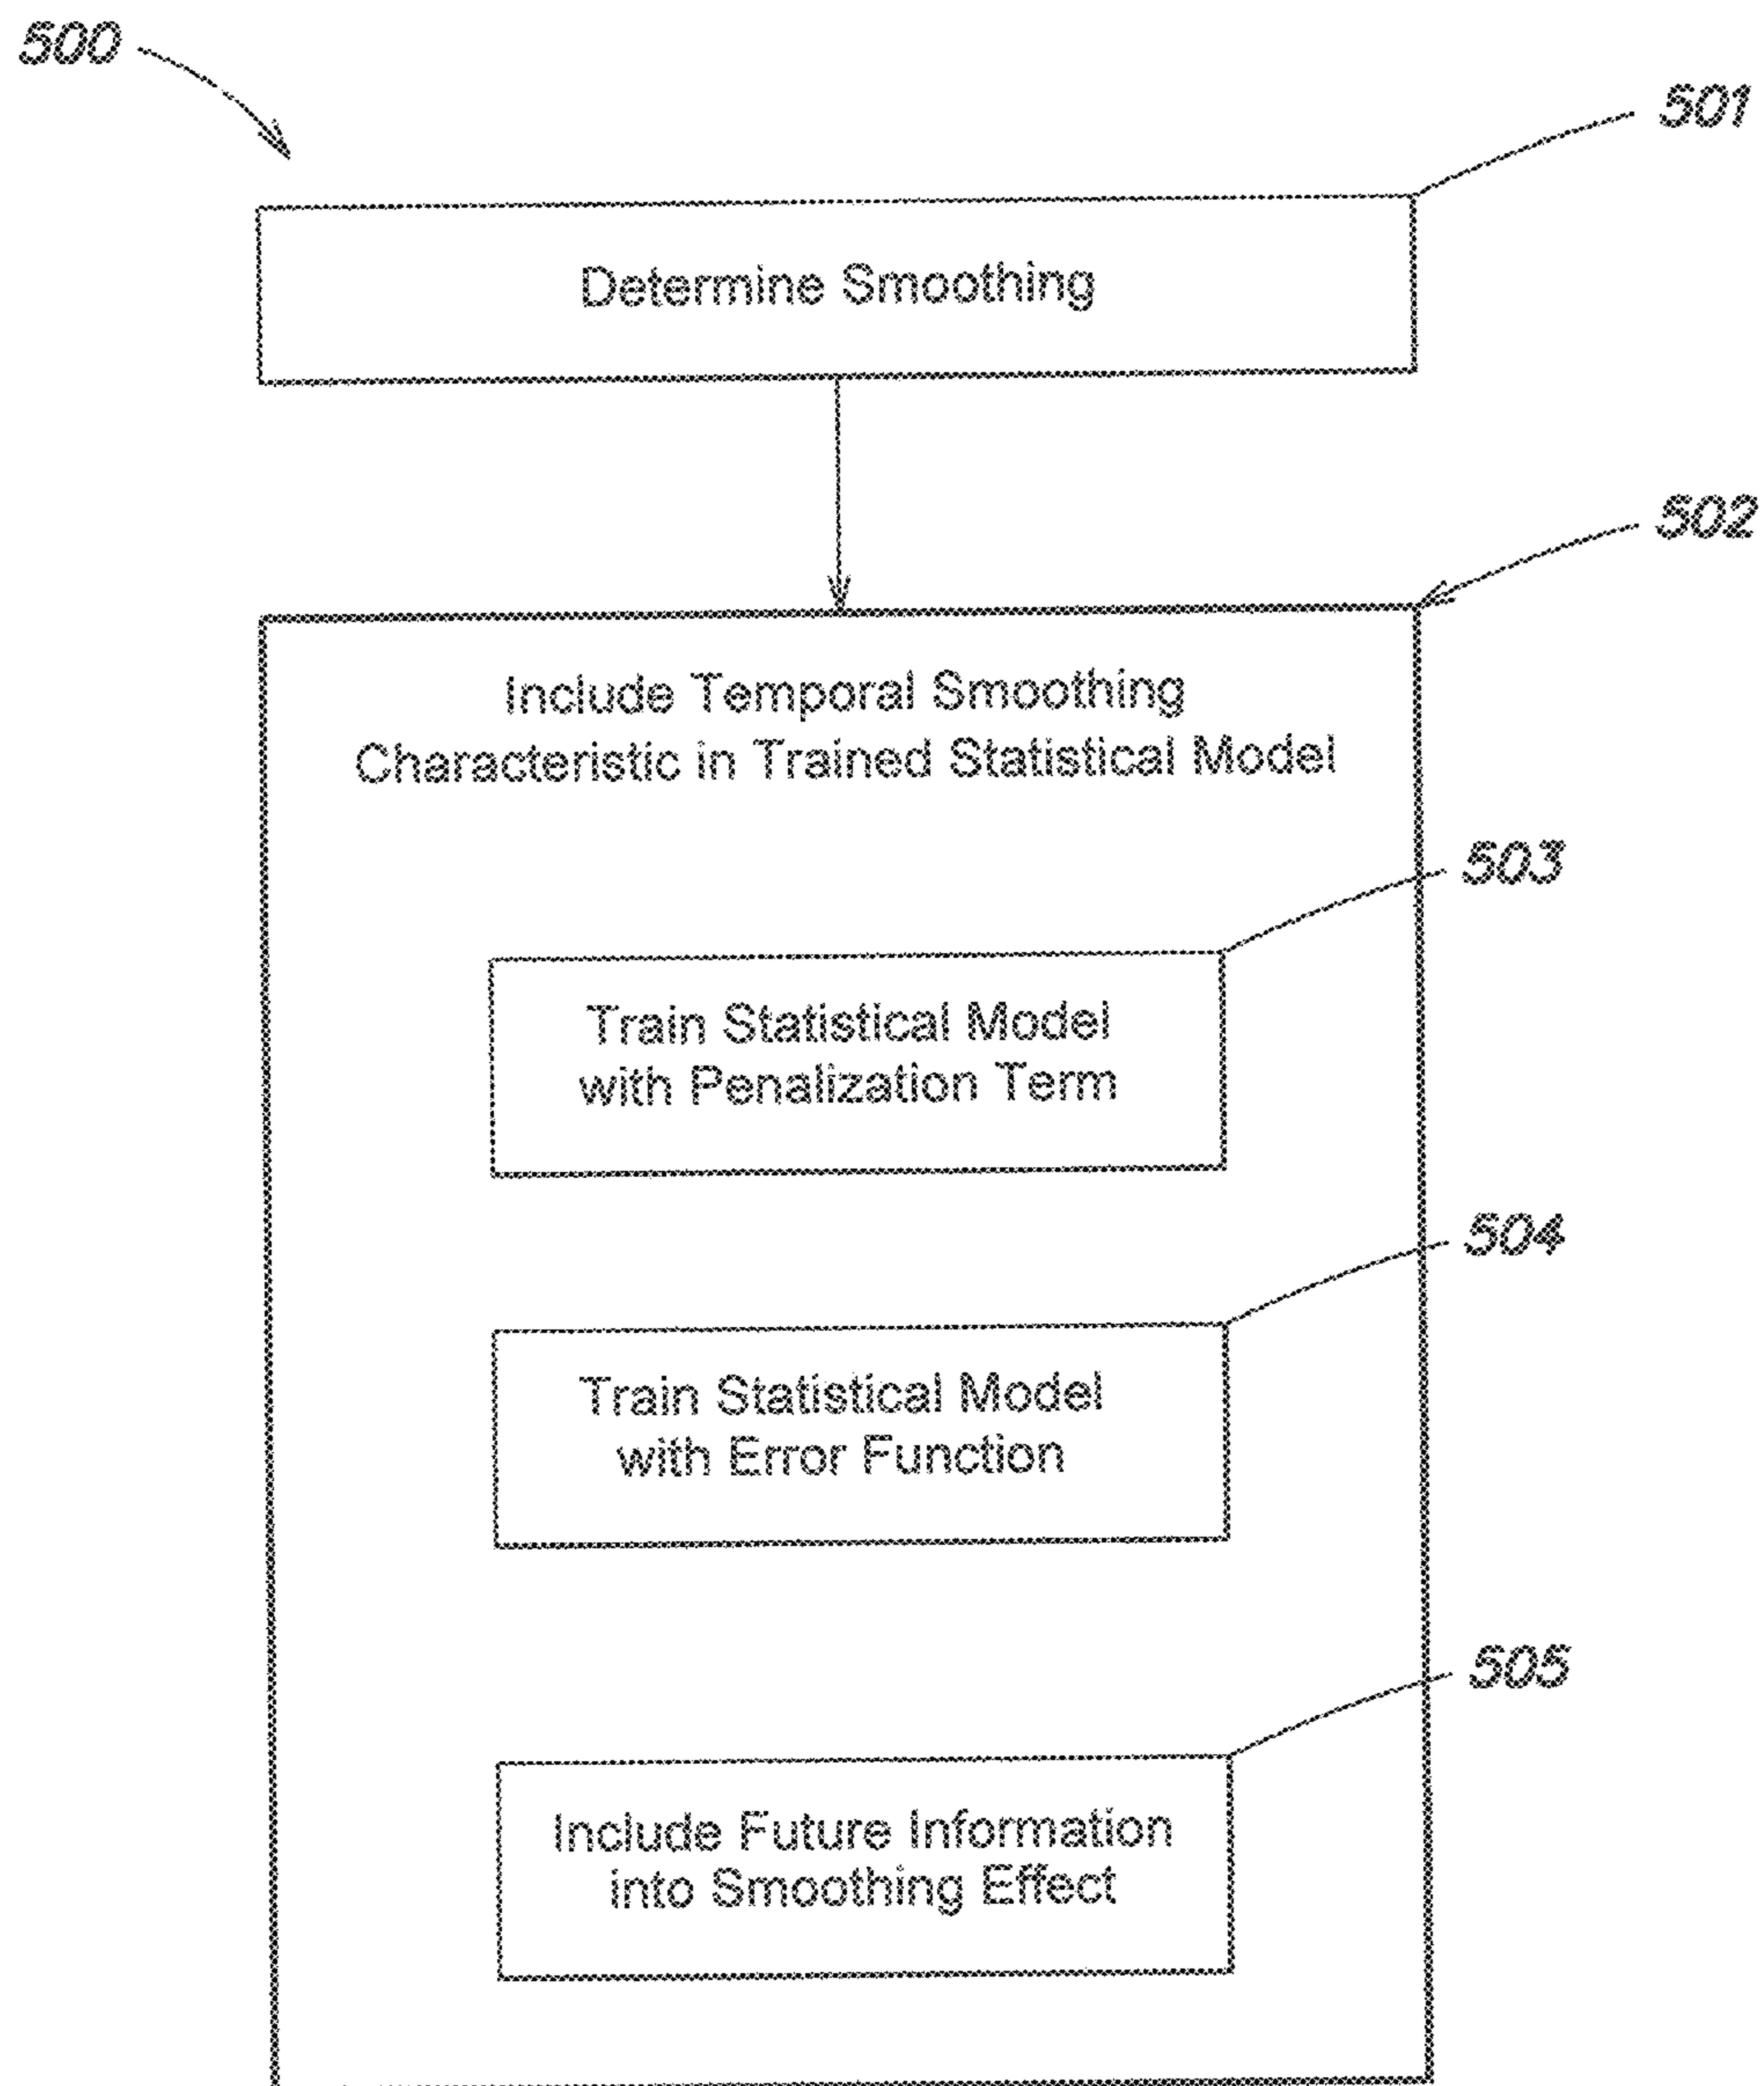 500
501
Determine Smoothing
502
Include Temporal Smoothing
Characteristic in Trained Statistical Model
503
Train Statistical Model
with Penalization Term
504
Train Statistical Model
with Error Function
505
Include Future Information
into Smoothing Effect